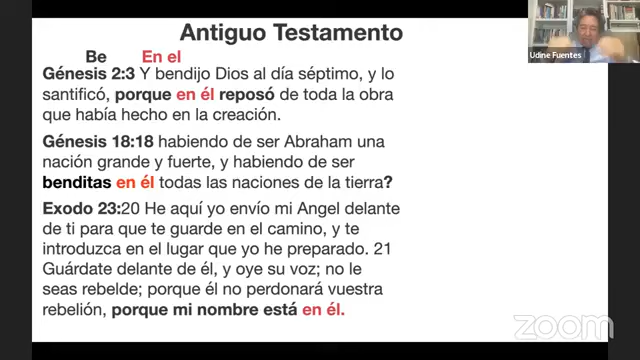 Antiguo Testamento
Be En el
Génesis 2:3 Y bendijo Dios al día séptimo, y lo
santificó, porque en él reposó de toda la obra
que había hecho en la creación.
Génesis 18:18 habiendo de ser Abraham una
nación grande y fuerte, y habiendo de ser
benditas en él todas las naciones de la tierra?
Exodo 23:20 He aquí yo envío mi Angel delante
de ti para que te guarde en el camino, y te
introduzca en el lugar que yo he preparado. 21
Guárdate delante de él, y oye su voz; no le
seas rebelde; porque él no perdonará vuestra
rebelión, porque mi nombre está en él.
Udine Fuentes
zoom